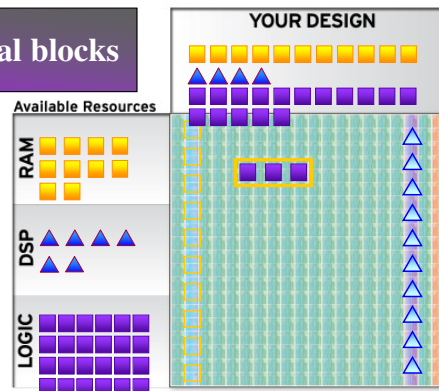 YOUR DESIGN
al blocks
Available Resources
RAM
DSP
LOGIC